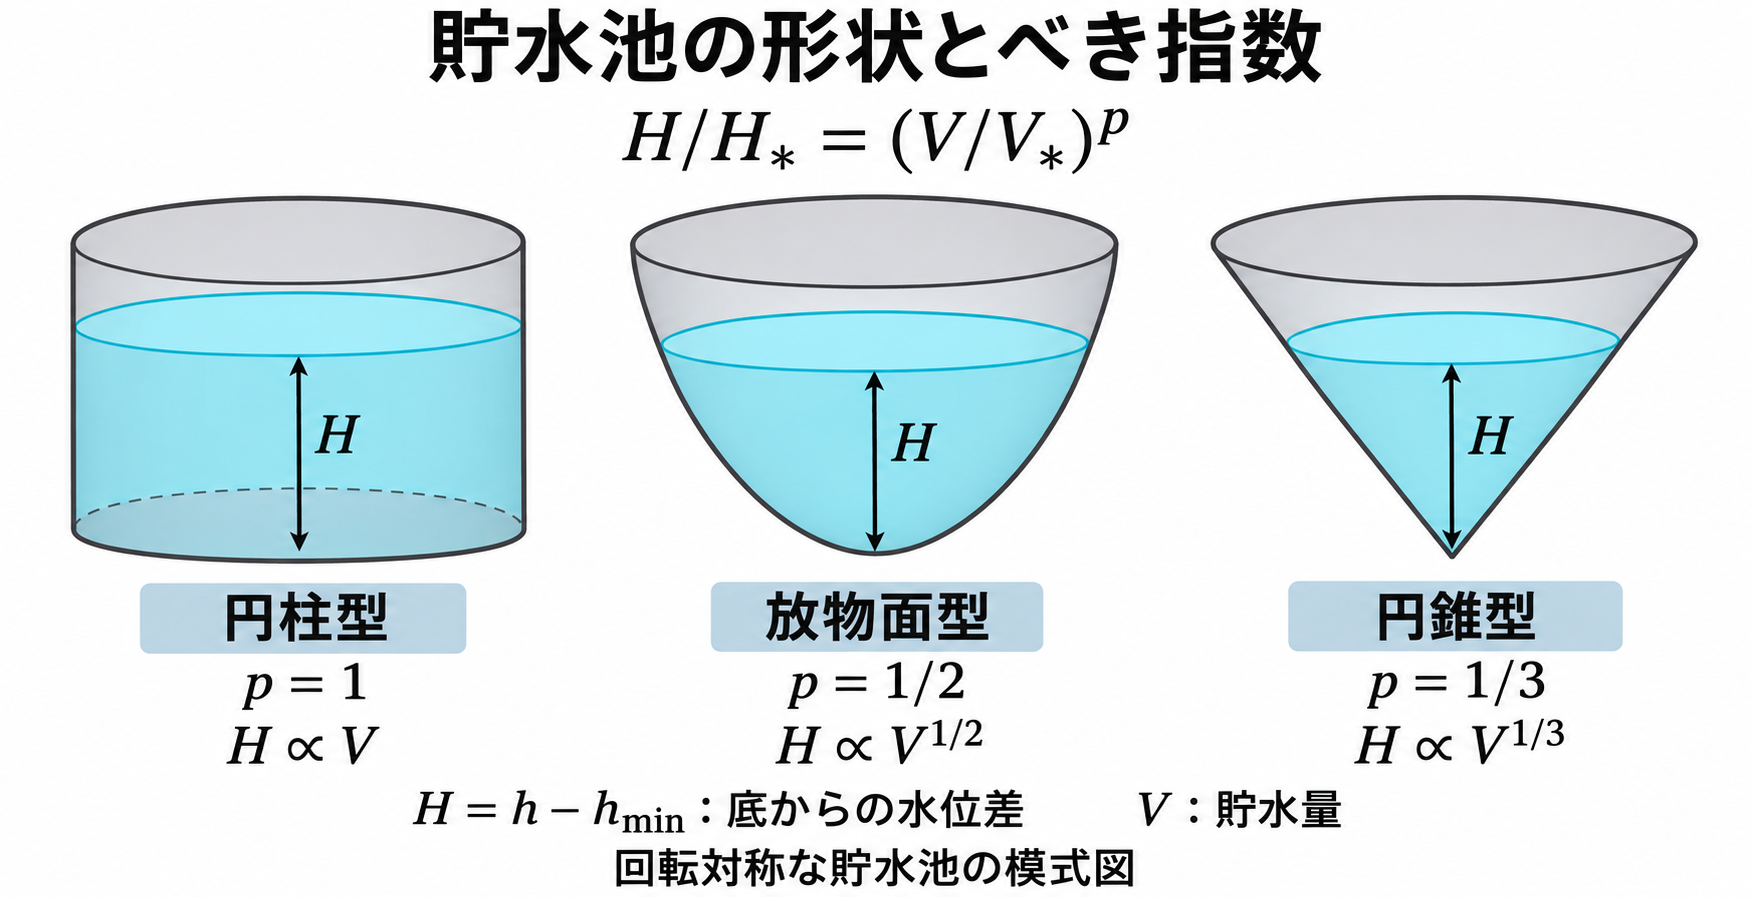 貯水池の形状とべき指数
H/H* = (V/V*)^p
H
H
H
円柱型
p = 1
H ∝ V
放物面型
p = 1/2
H ∝ V^1/2
円錐型
p = 1/3
H ∝ V^1/3
H = h − h_min：底からの水位差
V：貯水量
回転対称な貯水池の模式図